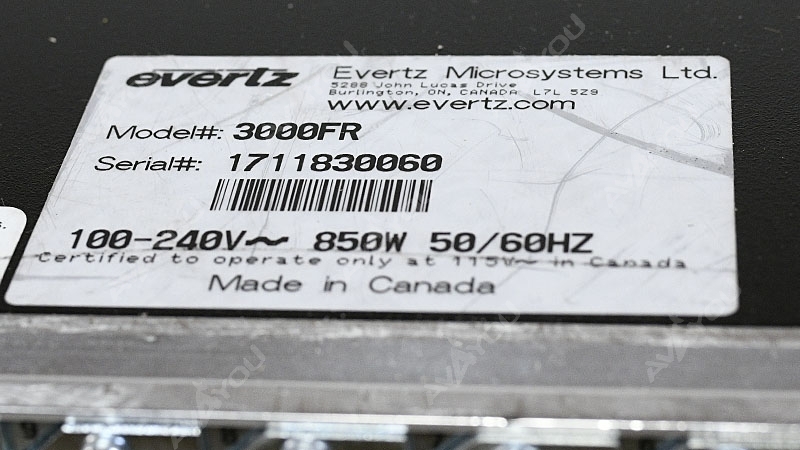 evertz Evertz Microsystems Ltd.
5288 John Lucas Drive
Burlington, ON, CANADA L7L 5Z9
www.evertz.com
Model#: 3000FR
Serial#: 1711830060
100-240V~ 850W 50/60HZ
Certified to operate only at 115V~ in Canada
Made in Canada
AVAYOU